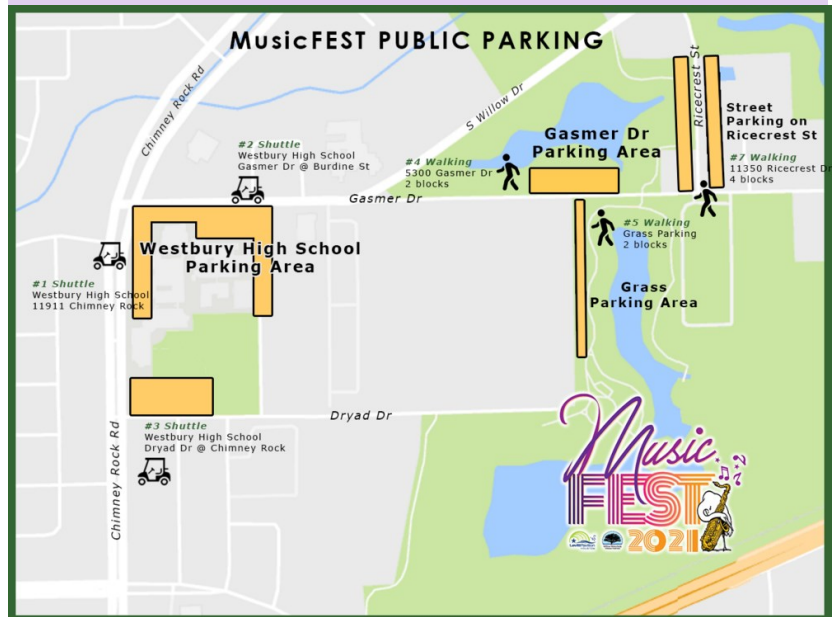 MusicFEST PUBLIC PARKING
Chimney Rock Rd
S Willow Dr
Ricecrest St
#2 Shuttle
Westbury High School
Gasmer Dr @ Burdine St
#4 Walking
5300 Gasmer Dr
2 blocks
Gasmer Dr
Parking Area
Street
Parking on
Ricecrest St
#7 Walking
11350 Ricecrest Dr
4 blocks
Gasmer Dr
Westbury High School
Parking Area
#5 Walking
Grass Parking
2 blocks
#1 Shuttle
Westbury High School
11911 Chimney Rock
Grass
Parking Area
Dryad Dr
#3 Shuttle
Westbury High School
Dryad Dr @ Chimney Rock
Chimney Rock Rd
Music
FEST
2021